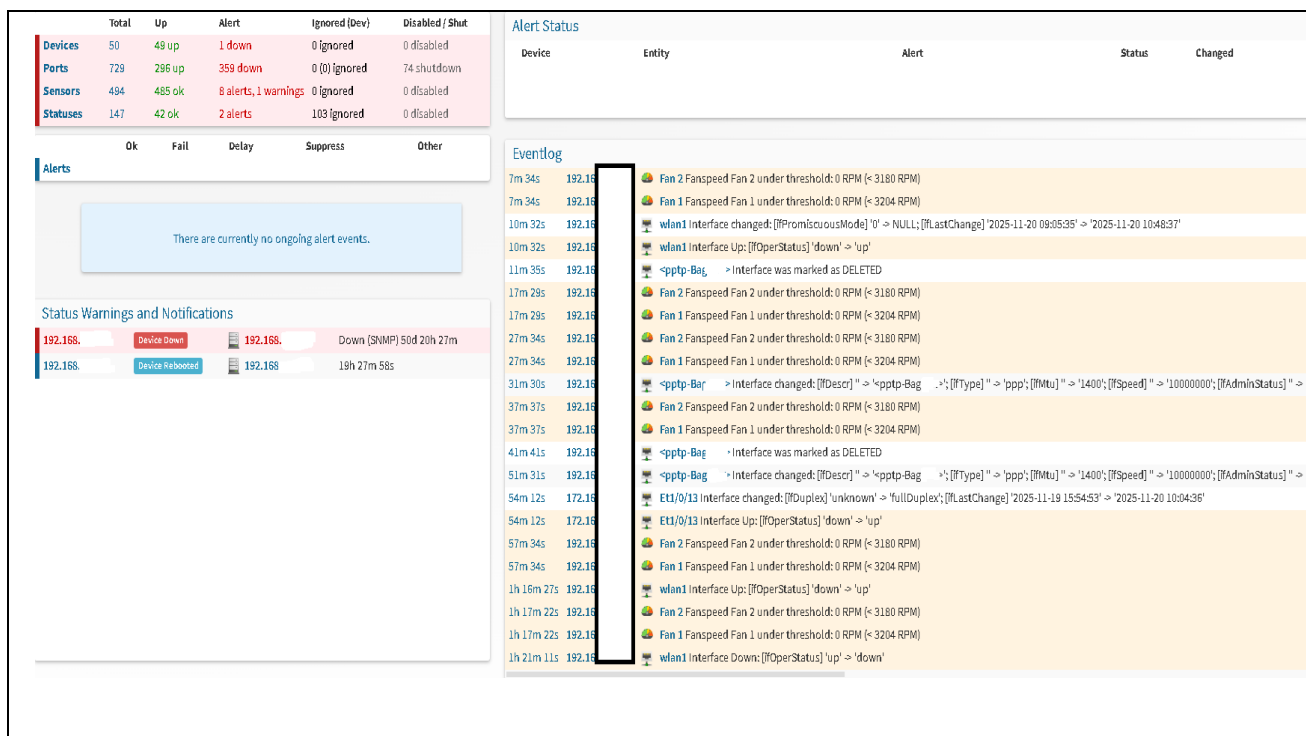 Total Up Alert Ignored (Dev) Disabled / Shut
Devices 50 49 up 1 down 0 ignored 0 disabled
Ports 729 296 up 359 down 0 (0) ignored 74 shutdown
Sensors 494 485 ok 8 alerts, 1 warnings 0 ignored 0 disabled
Statuses 147 42 ok 2 alerts 103 ignored 0 disabled
Ok Fail Delay Suppress Other
Alerts
There are currently no ongoing alert events.
Status Warnings and Notifications
192.168. Device Down 192.168. Down (SNMP) 50d 20h 27m
192.168. Device Rebooted 192.168 19h 27m 58s
Alert Status
Device Entity Alert Status Changed
Eventlog
7m 34s 192.16 Fan 2 Fanspeed Fan 2 under threshold: 0 RPM (< 3180 RPM)
7m 34s 192.16 Fan 1 Fanspeed Fan 1 under threshold: 0 RPM (< 3204 RPM)
10m 32s 192.16 wlan1 Interface changed: [ifPromiscuousMode] '0' -> NULL; [ifLastChange] '2025-11-20 09:05:35' -> '2025-11-20 10:48:37'
10m 32s 192.16 wlan1 Interface Up: [ifOperStatus] 'down' -> 'up'
11m 35s 192.16 <pptp-Bag > Interface was marked as DELETED
17m 29s 192.16 Fan 2 Fanspeed Fan 2 under threshold: 0 RPM (< 3180 RPM)
17m 29s 192.16 Fan 1 Fanspeed Fan 1 under threshold: 0 RPM (< 3204 RPM)
27m 34s 192.16 Fan 2 Fanspeed Fan 2 under threshold: 0 RPM (< 3180 RPM)
27m 34s 192.16 Fan 1 Fanspeed Fan 1 under threshold: 0 RPM (< 3204 RPM)
31m 30s 192.16 <pptp-Bag > Interface changed: [ifDescr] '' -> '<pptp-Bag >'; [ifType] '' -> 'ppp'; [ifMtu] '' -> '1400'; [ifSpeed] '' -> '10000000'; [ifAdminStatus] '' ->
37m 37s 192.16 Fan 2 Fanspeed Fan 2 under threshold: 0 RPM (< 3180 RPM)
37m 37s 192.16 Fan 1 Fanspeed Fan 1 under threshold: 0 RPM (< 3204 RPM)
41m 41s 192.16 <pptp-Bag > Interface was marked as DELETED
51m 31s 192.16 <pptp-Bag > Interface changed: [ifDescr] '' -> '<pptp-Bag >'; [ifType] '' -> 'ppp'; [ifMtu] '' -> '1400'; [ifSpeed] '' -> '10000000'; [ifAdminStatus] '' ->
54m 12s 172.16 Et1/0/13 Interface changed: [ifDuplex] 'unknown' -> 'fullDuplex'; [ifLastChange] '2025-11-19 15:54:53' -> '2025-11-20 10:04:36'
54m 12s 172.16 Et1/0/13 Interface Up: [ifOperStatus] 'down' -> 'up'
57m 34s 192.16 Fan 2 Fanspeed Fan 2 under threshold: 0 RPM (< 3180 RPM)
57m 34s 192.16 Fan 1 Fanspeed Fan 1 under threshold: 0 RPM (< 3204 RPM)
1h 16m 27s 192.16 wlan1 Interface Up: [ifOperStatus] 'down' -> 'up'
1h 17m 22s 192.16 Fan 2 Fanspeed Fan 2 under threshold: 0 RPM (< 3180 RPM)
1h 17m 22s 192.16 Fan 1 Fanspeed Fan 1 under threshold: 0 RPM (< 3204 RPM)
1h 21m 11s 192.16 wlan1 Interface Down: [ifOperStatus] 'up' -> 'down'